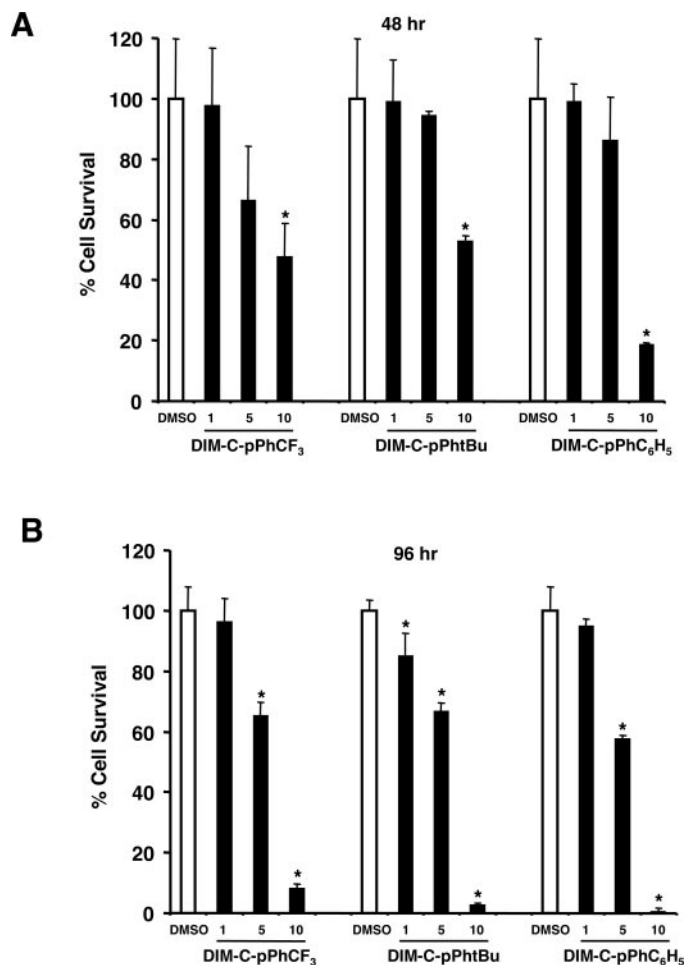 A
48 hr
120
100
80
60
40
20
0
% Cell Survival
*
*
*
DMSO 1 5 10 DMSO 1 5 10 DMSO 1 5 10
DIM-C-pPhCF₃ DIM-C-pPhtBu DIM-C-pPhC₆H₅
B
96 hr
120
100
80
60
40
20
0
% Cell Survival
* * * * * * *
DMSO 1 5 10 DMSO 1 5 10 DMSO 1 5 10
DIM-C-pPhCF₃ DIM-C-pPhtBu DIM-C-pPhC₆H₅